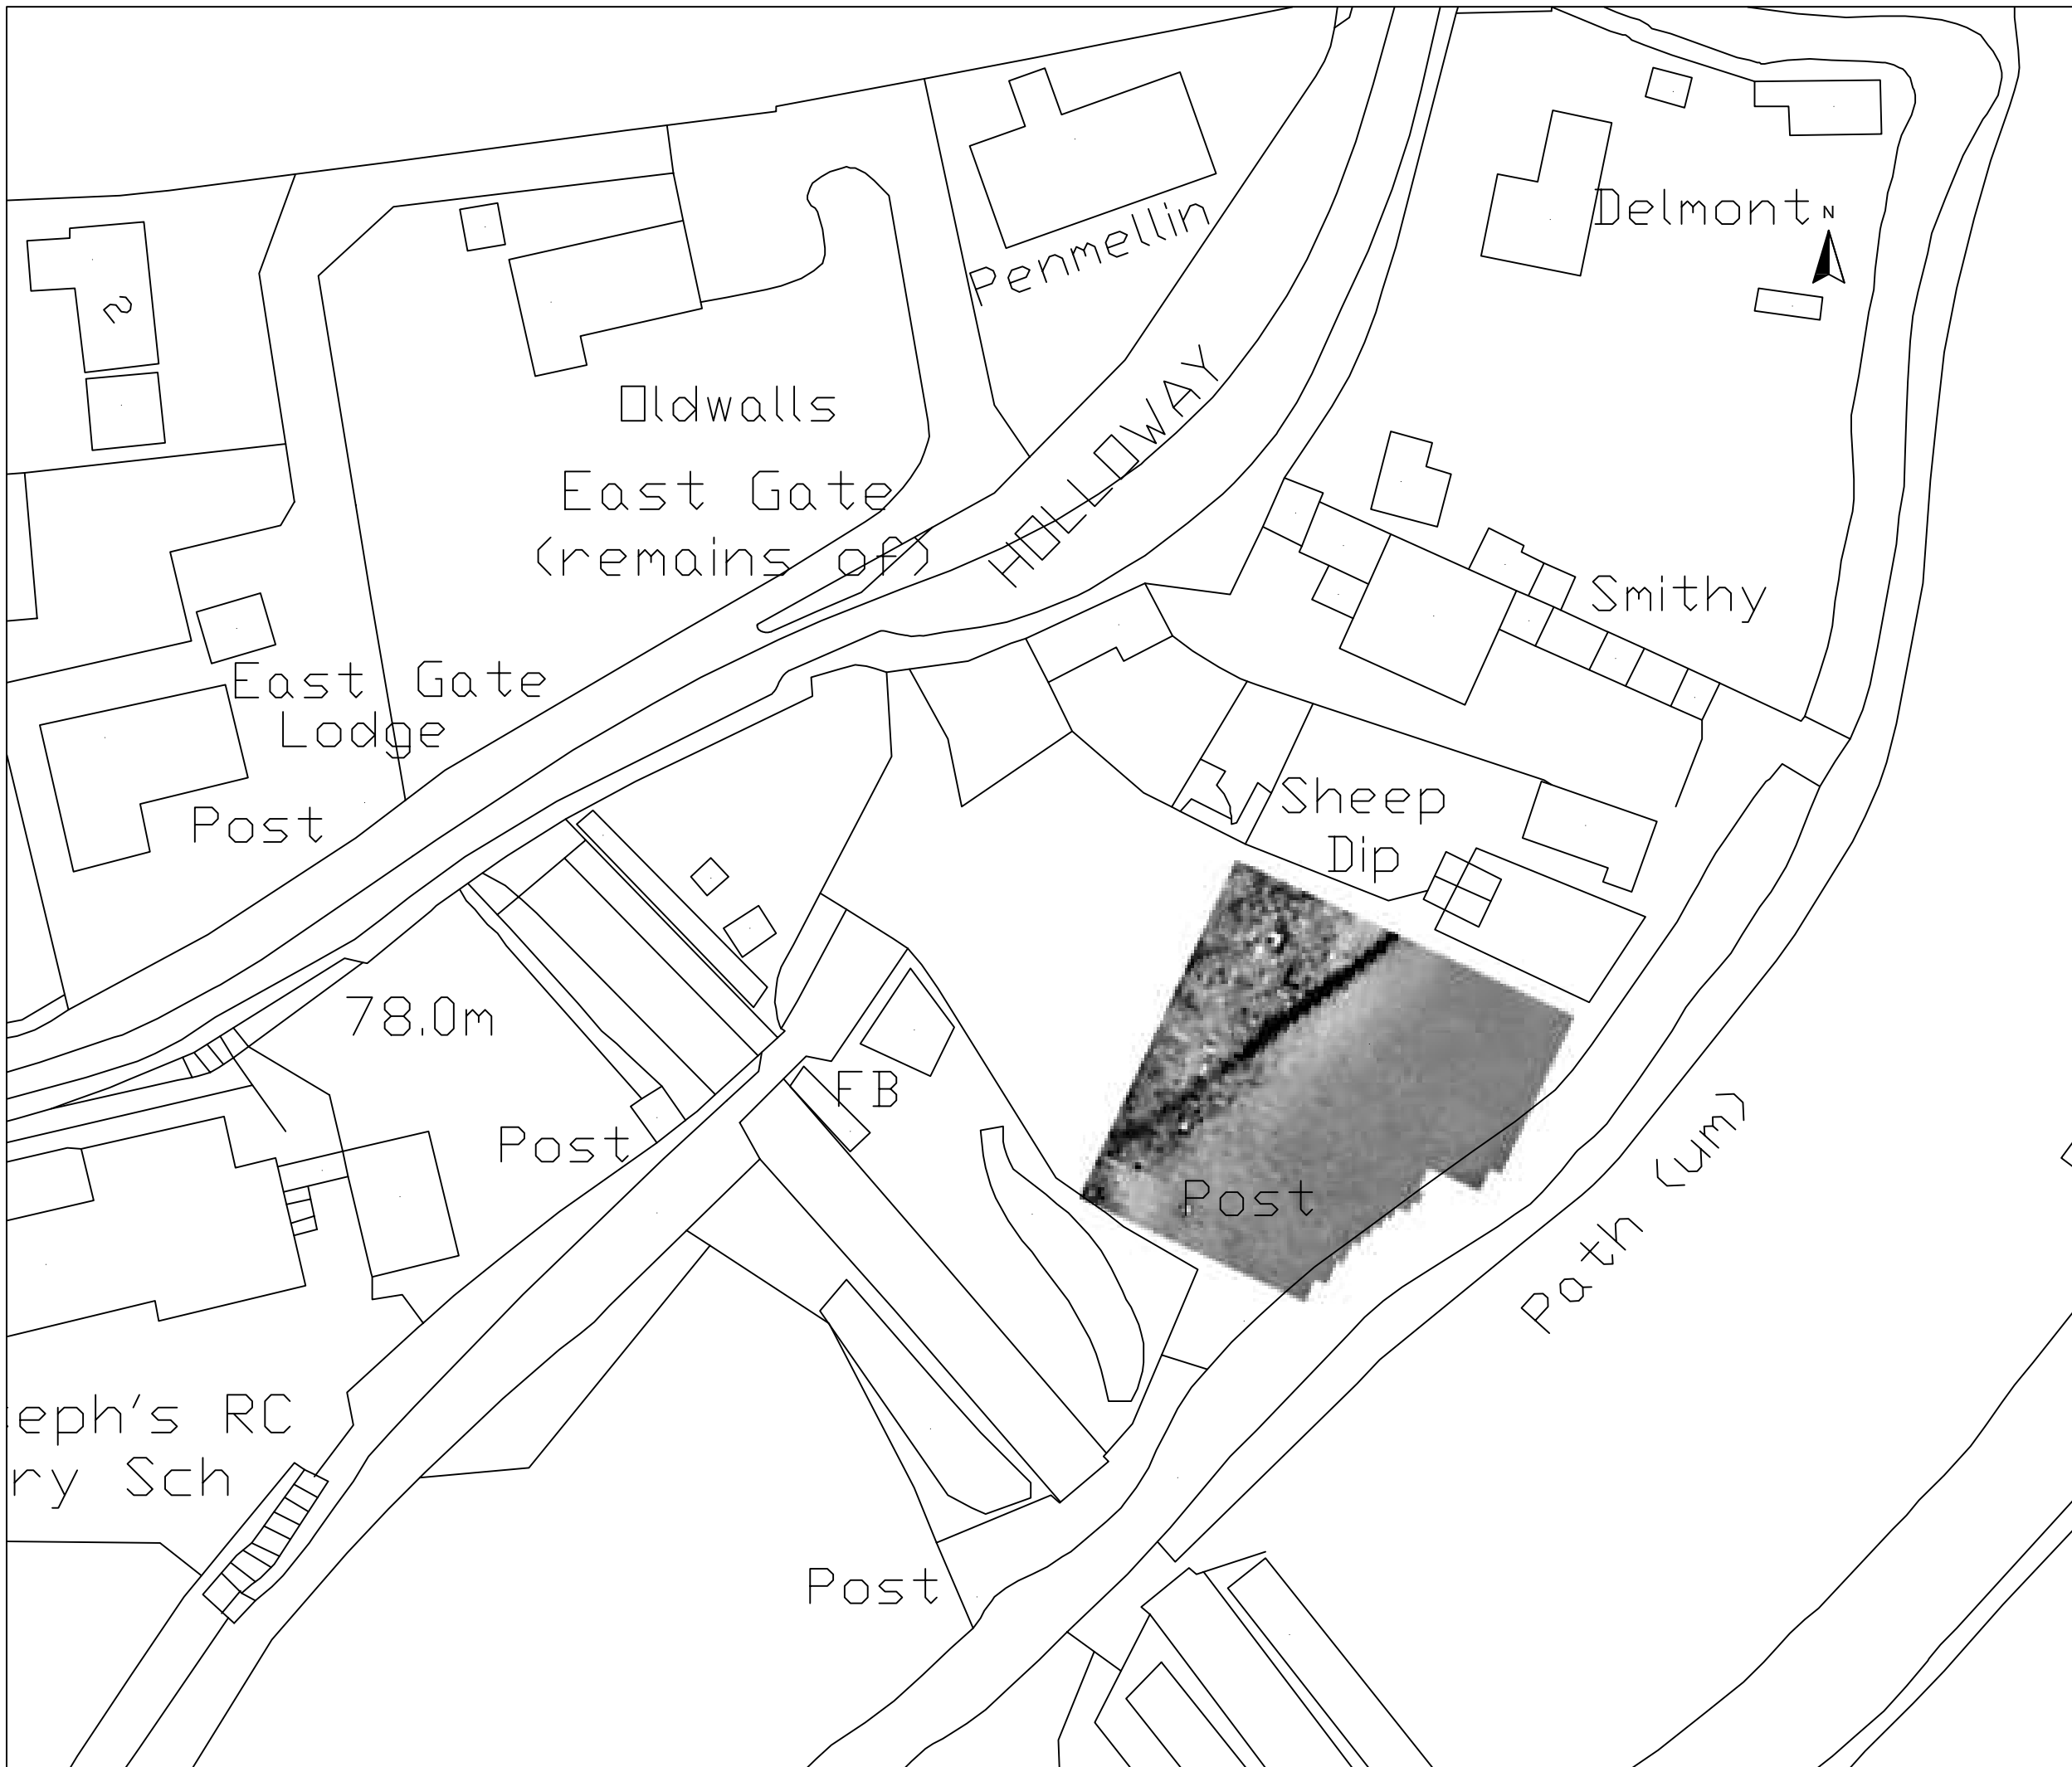 Delmont
N
Penmellin
2
HOLLOWAY
Oldwalls
East Gate
(remains of)
Smithy
East Gate
Lodge
Sheep
Dip
Post
78.0m
FB
Post
Post
Path (um)
eph's RC
ry Sch
Post